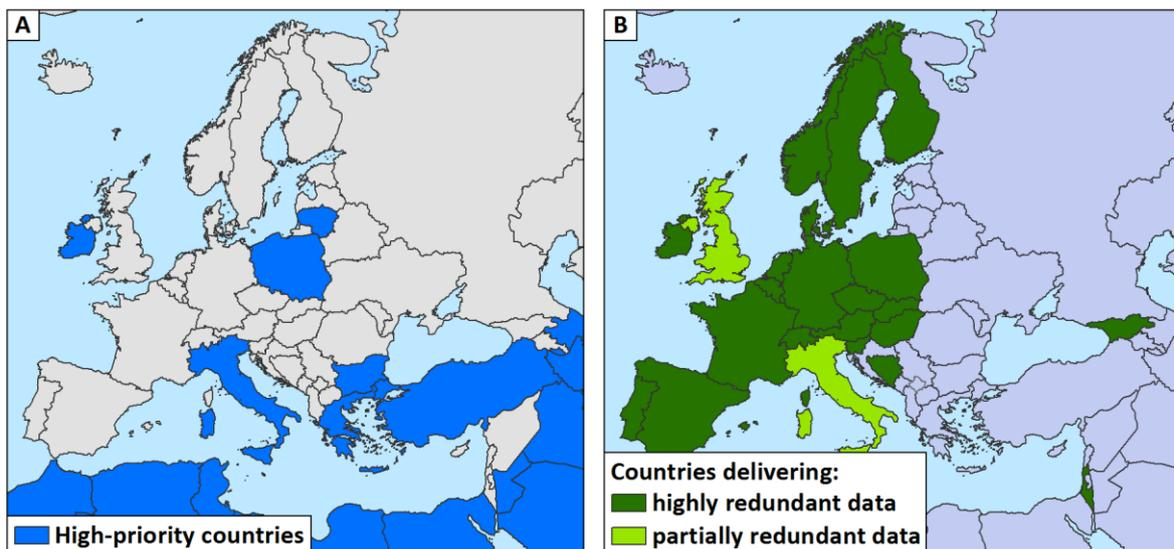 A
High-priority countries
B
Countries delivering:
highly redundant data
partially redundant data